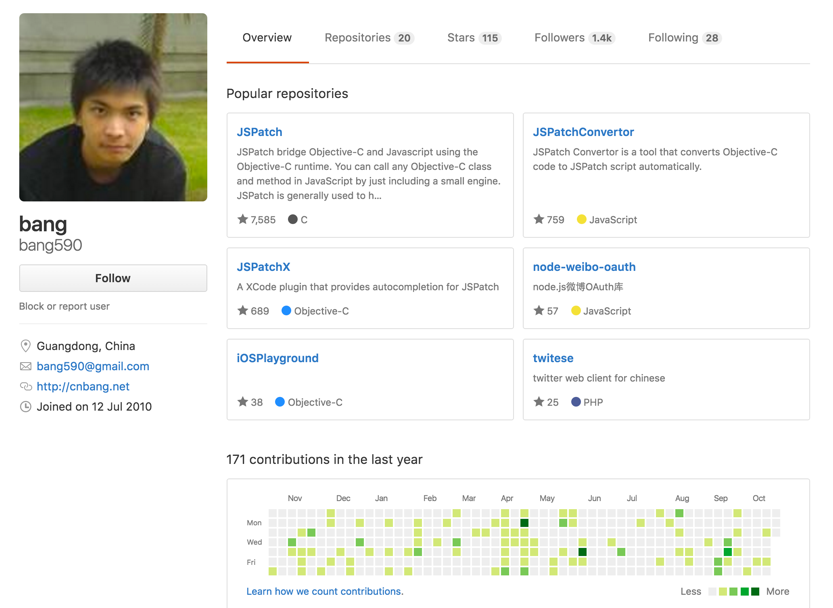 Overview
Repositories 20
Stars 115
Followers 1.4k
Following 28
Popular repositories
JSPatch
JSPatch bridge Objective-C and Javascript using the
Objective-C runtime. You can call any Objective-C class
and method in JavaScript by just including a small engine.
JSPatch is generally used to h...
7,585 C
JSPatchConvertor
JSPatch Convertor is a tool that converts Objective-C
code to JSPatch script automatically.
759 JavaScript
bang
bang590
Follow
Block or report user
Guangdong, China
bang590@gmail.com
http://cnbang.net
Joined on 12 Jul 2010
JSPatchX
A XCode plugin that provides autocompletion for JSPatch
689 Objective-C
node-weibo-oauth
node.js微博OAuth库
57 JavaScript
iOSPlayground
38 Objective-C
twitese
twitter web client for chinese
25 PHP
171 contributions in the last year
Nov Dec Jan Feb Mar Apr May Jun Jul Aug Sep Oct
Mon
Wed
Fri
Learn how we count contributions.
Less More